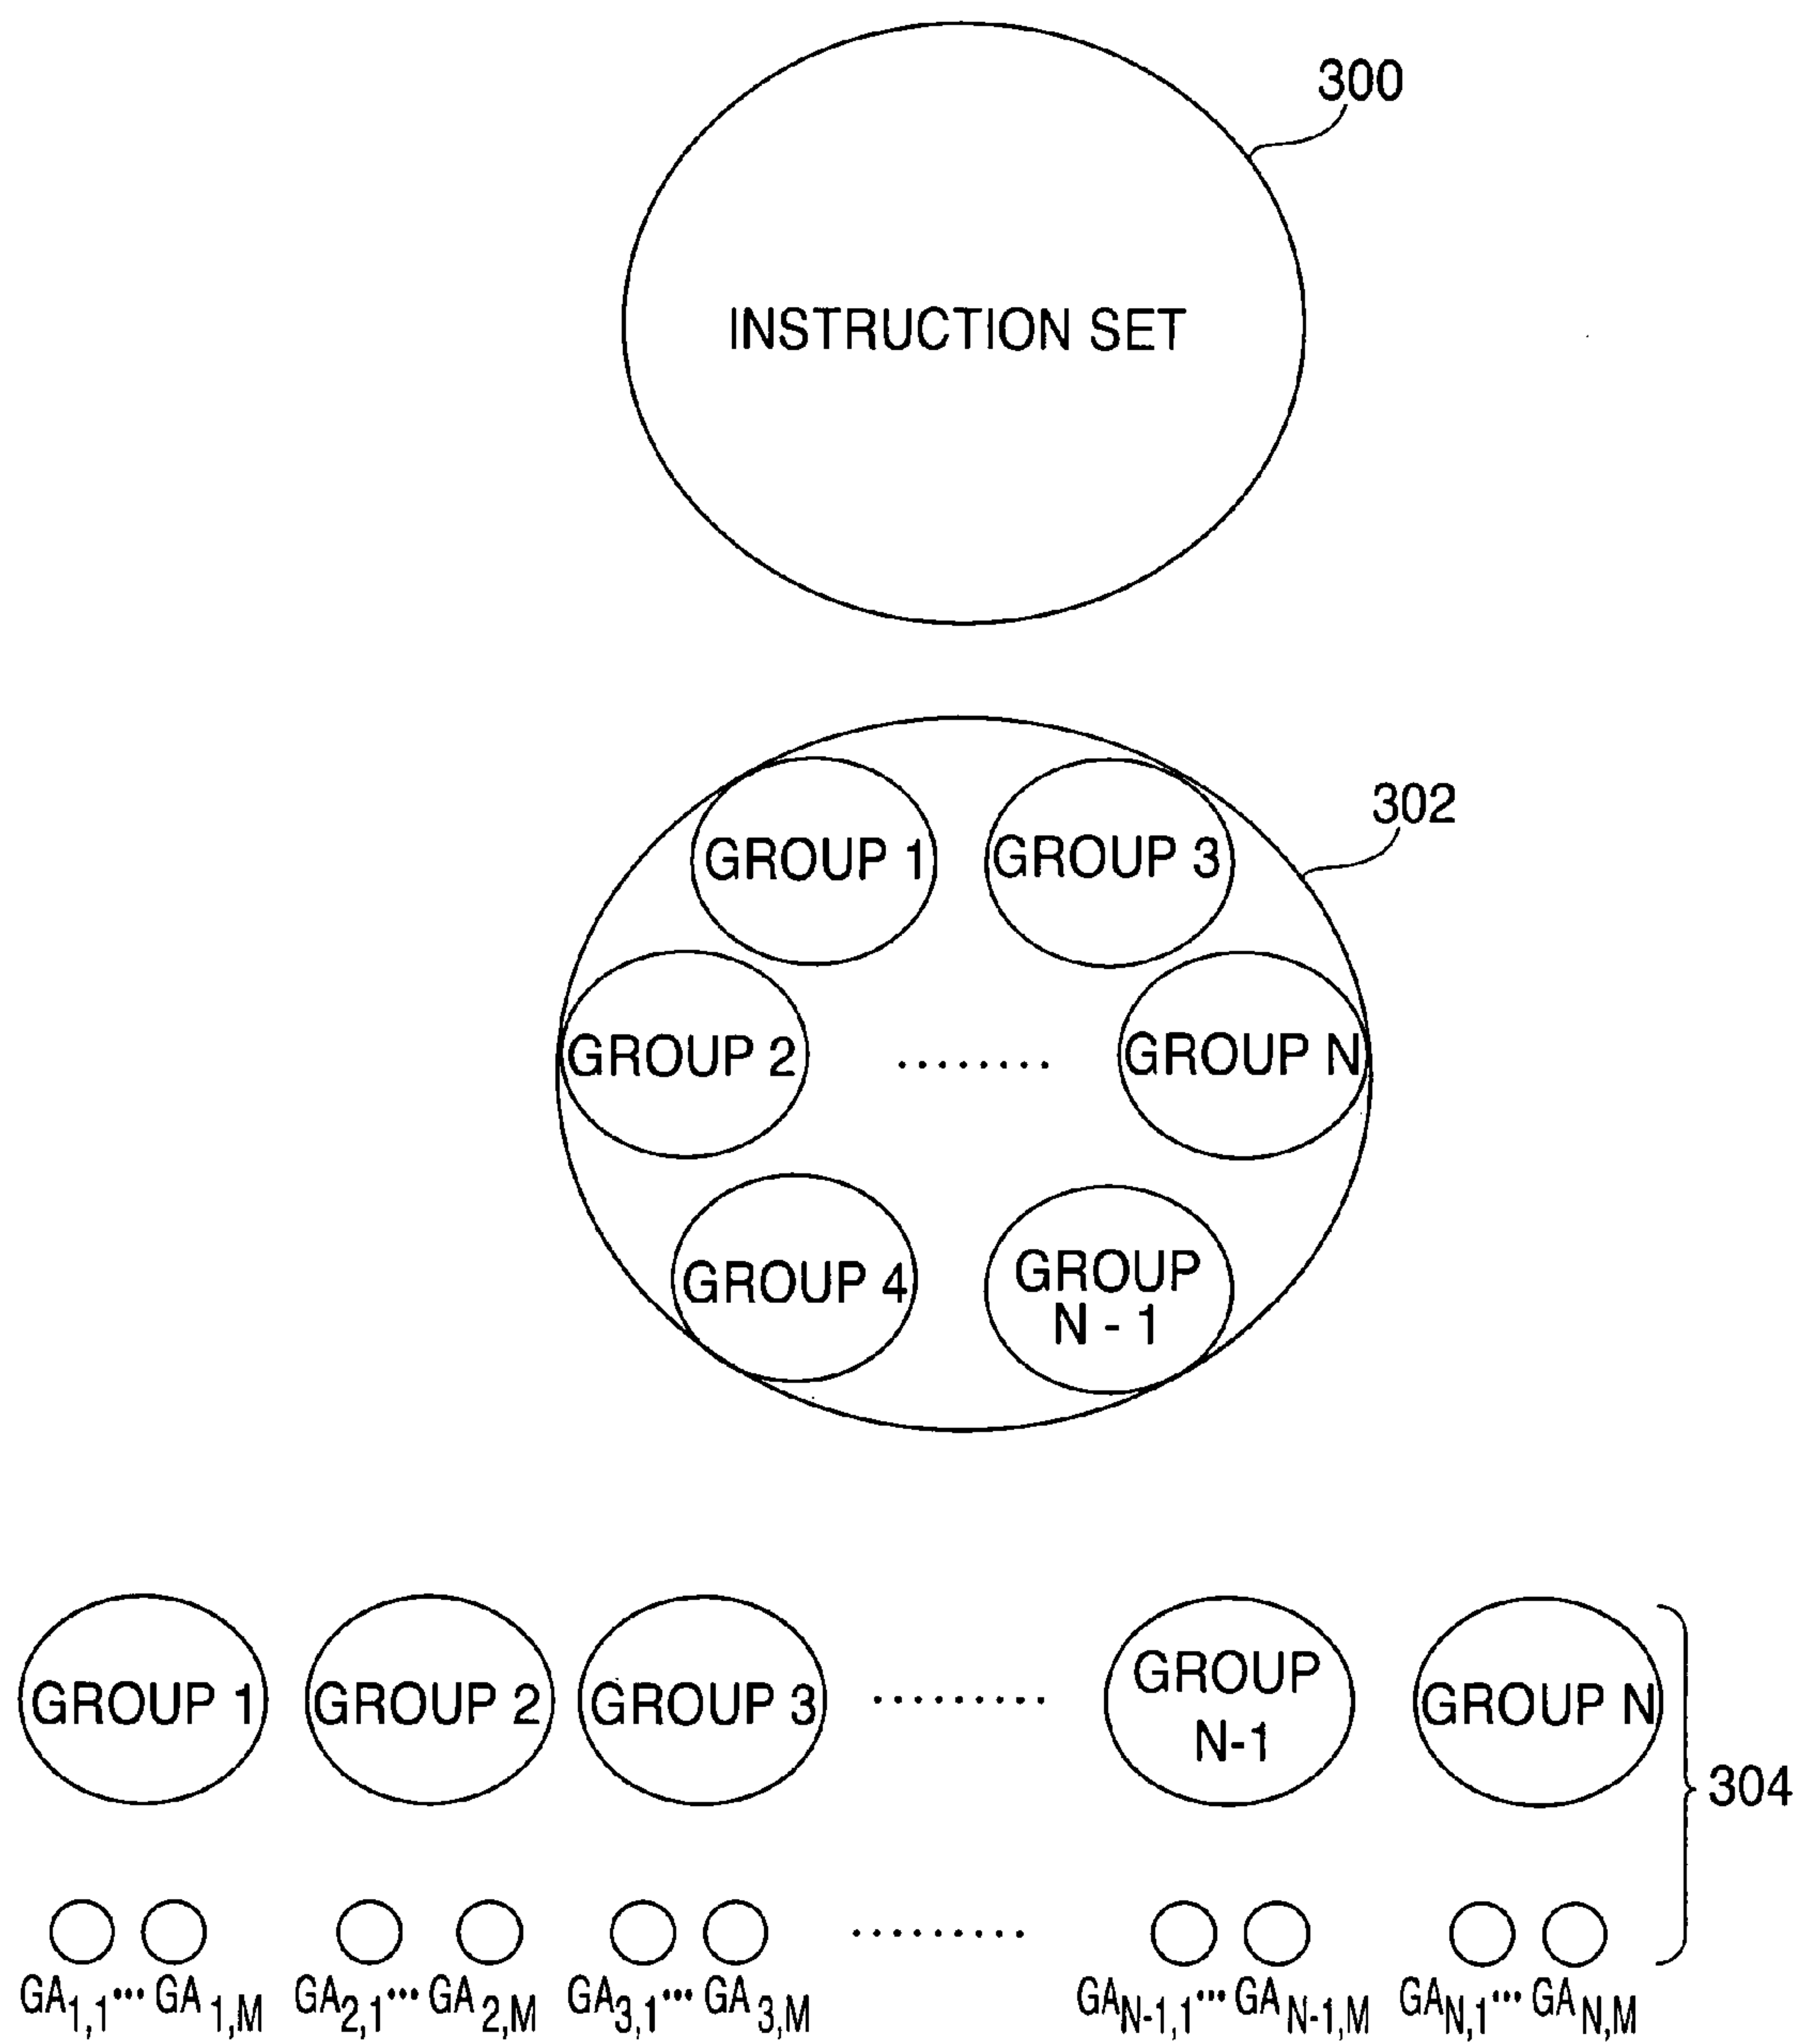 300
INSTRUCTION SET
302
GROUP 1 GROUP 3
GROUP 2 ........ GROUP N
GROUP 4 GROUP
N - 1
GROUP 1 GROUP 2 GROUP 3 ......... GROUP
N-1 GROUP N
304
.........
GA1,1... GA1,M GA2,1... GA2,M GA3,1... GA3,M GAN-1,1... GAN-1,M GAN,1... GAN,M